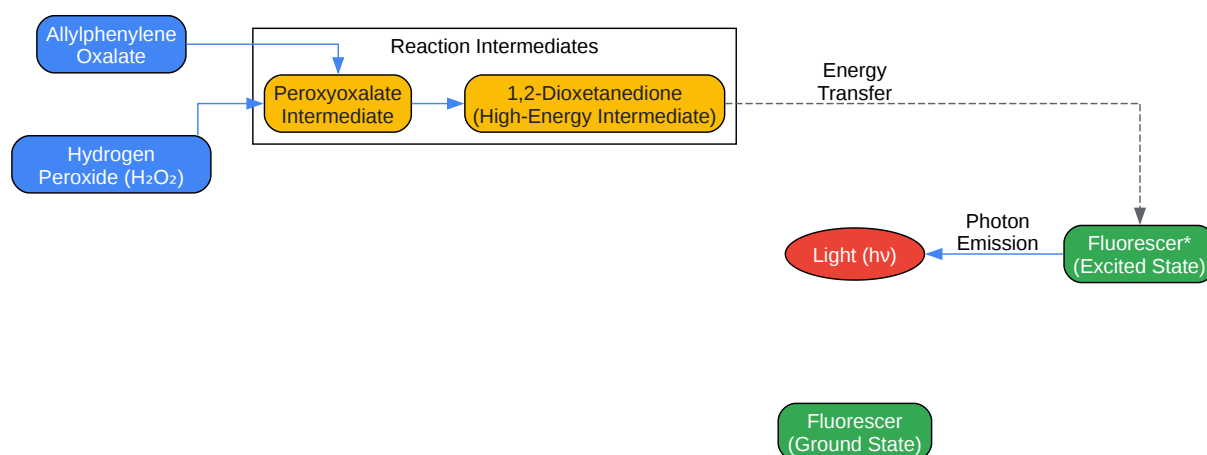 Allylphenylene
Oxalate
Reaction Intermediates
Peroxyoxalate
Intermediate
1,2-Dioxetanedione
(High-Energy Intermediate)
Energy
Transfer
Hydrogen
Peroxide (H₂O₂)
Light (hν)
Photon
Emission
Fluorescer*
(Excited State)
Fluorescer
(Ground State)